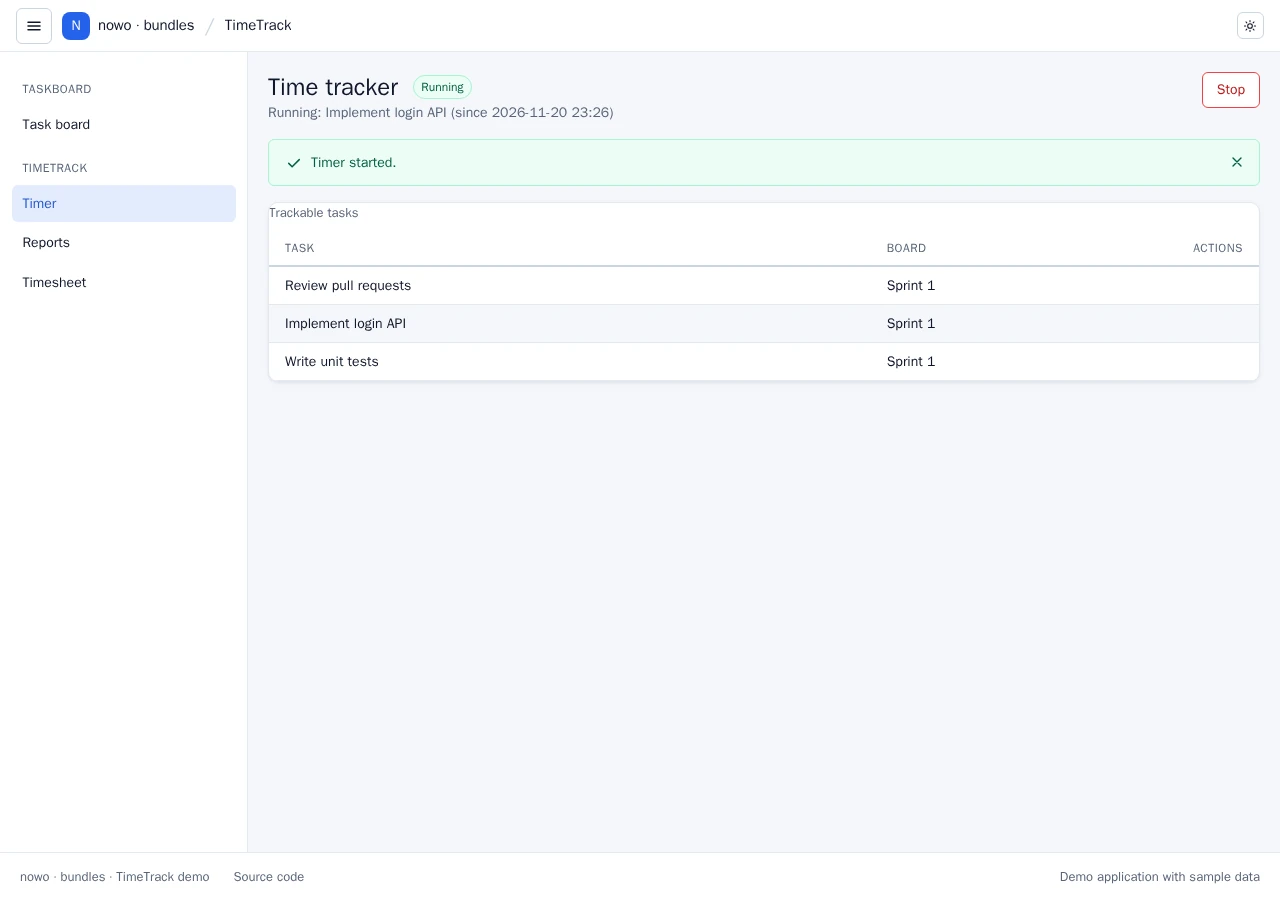 N nowo · bundles / TimeTrack
TASKBOARD
Task board
TIMETRACK
Timer
Reports
Timesheet
Time tracker Running
Running: Implement login API (since 2026-11-20 23:26)
Stop
Timer started.
Trackable tasks
TASK BOARD ACTIONS
Review pull requests Sprint 1
Implement login API Sprint 1
Write unit tests Sprint 1
nowo · bundles · TimeTrack demo Source code Demo application with sample data